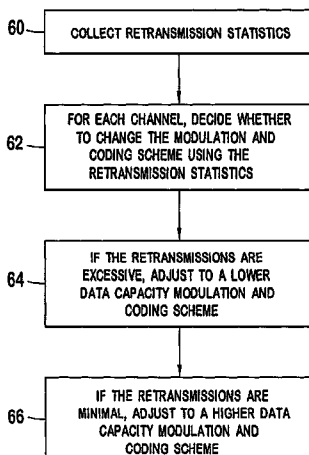 60
COLLECT RETRANSMISSION STATISTICS
62
FOR EACH CHANNEL, DECIDE WHETHER
TO CHANGE THE MODULATION AND
CODING SCHEME USING THE
RETRANSMISSION STATISTICS
64
IF THE RETRANSMISSIONS ARE
EXCESSIVE, ADJUST TO A LOWER
DATA CAPACITY MODULATION AND
CODING SCHEME
66
IF THE RETRANSMISSIONS ARE
MINIMAL, ADJUST TO A HIGHER DATA
CAPACITY MODULATION AND
CODING SCHEME